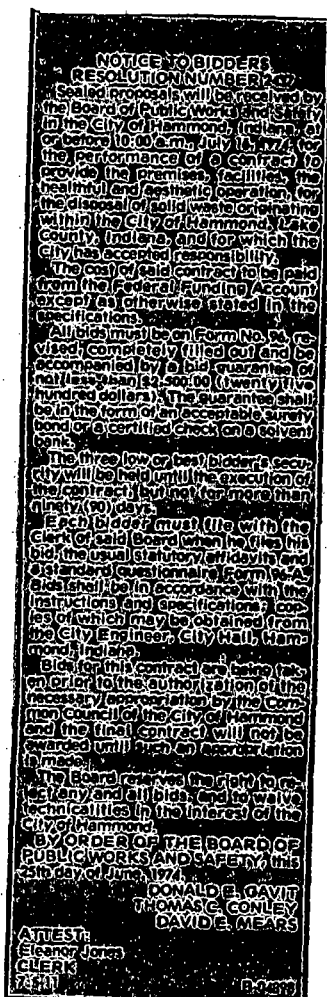 NOTICE TO BIDDERS
RESOLUTION NUMBER
Sealed proposals will be received by
the Board of Public Works and Safety
in the City of Hammond, Indiana, at
or before 10:00 a.m., July 18, 1974, for
the performance of a contract to
provide the premises, facilities, the
healthful and aesthetic operation, for
the disposal of solid waste originating
within the City of Hammond, Lake
County, Indiana, and for which the
City has accepted responsibility.
The cost of said contract to be paid
from the Federal Funding Account
except as otherwise stated in the
specifications.
All bids must be on Form No. 96, re-
vised, completely filled out and be
accompanied by a bid guarantee of
not less than $2,500.00 (twenty five
hundred dollars). The guarantee shall
be in the form of an acceptable surety
bond or a certified check on a solvent
bank.
The three low or best bidder's secu-
rity will be held until the execution of
the contract, but not for more than
ninety (90) days.
Each bidder must file with the
Clerk of said Board when he files his
bid, the usual statutory affidavits and
a standard questionnaire, Form 96A.
Bids shall be in accordance with the
instructions and specifications; cop-
ies of which may be obtained from
the City Engineer, City Hall, Ham-
mond, Indiana.
Bids for this contract are being tak-
en prior to the authorization of the
necessary appropriation by the Com-
mon Council of the City of Hammond
and the final contract will not be
awarded until such an appropriation
is made.
The Board reserves the right to re-
ject any and all bids, and to waive
technicalities in the interest of the
City of Hammond.
BY ORDER OF THE BOARD OF
PUBLIC WORKS AND SAFETY, this
25th day of June, 1974.
DONALD E. GAVIT
THOMAS C. CONLEY
DAVID E. MEARS
ATTEST:
Eleanor Jones
CLERK